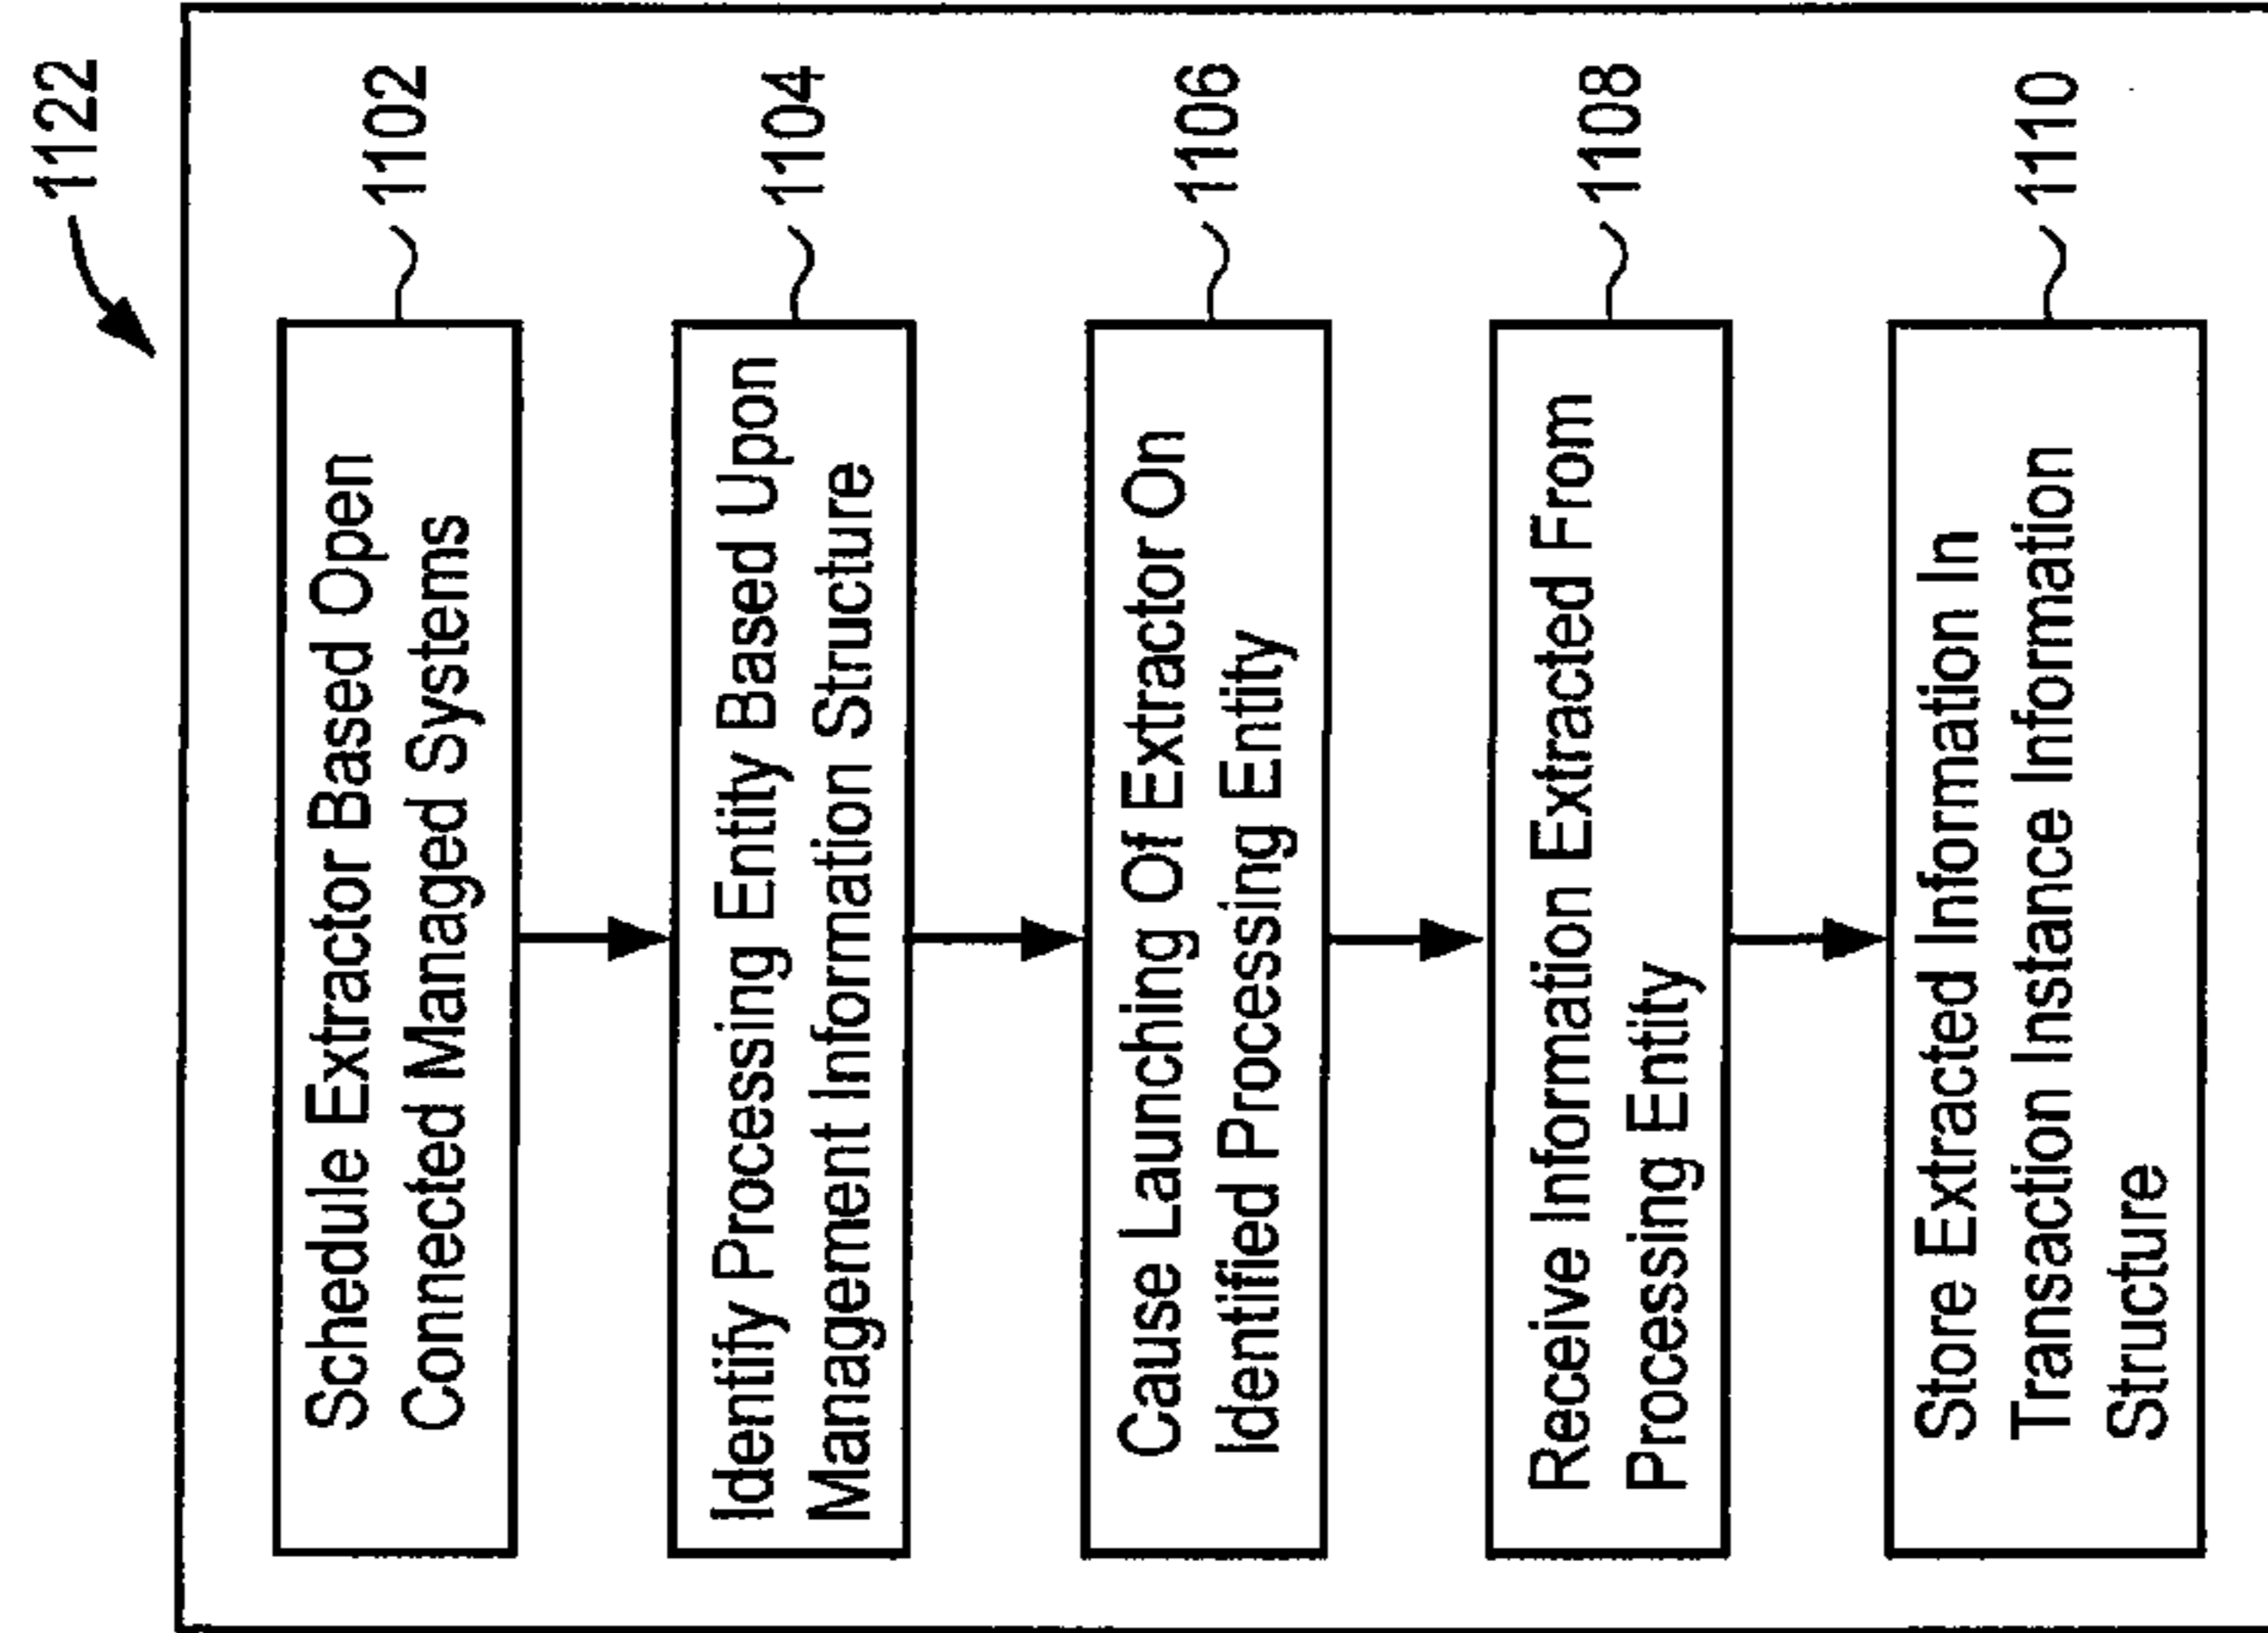 1122
Schedule Extractor Based Open
Connected Managed Systems
1102
Identify Processing Entity Based Upon
Management Information Structure
1104
Cause Launching Of Extractor On
Identified Processing Entity
1106
Receive Information Extracted From
Processing Entity
1108
Store Extracted Information In
Transaction Instance Information
Structure
1110